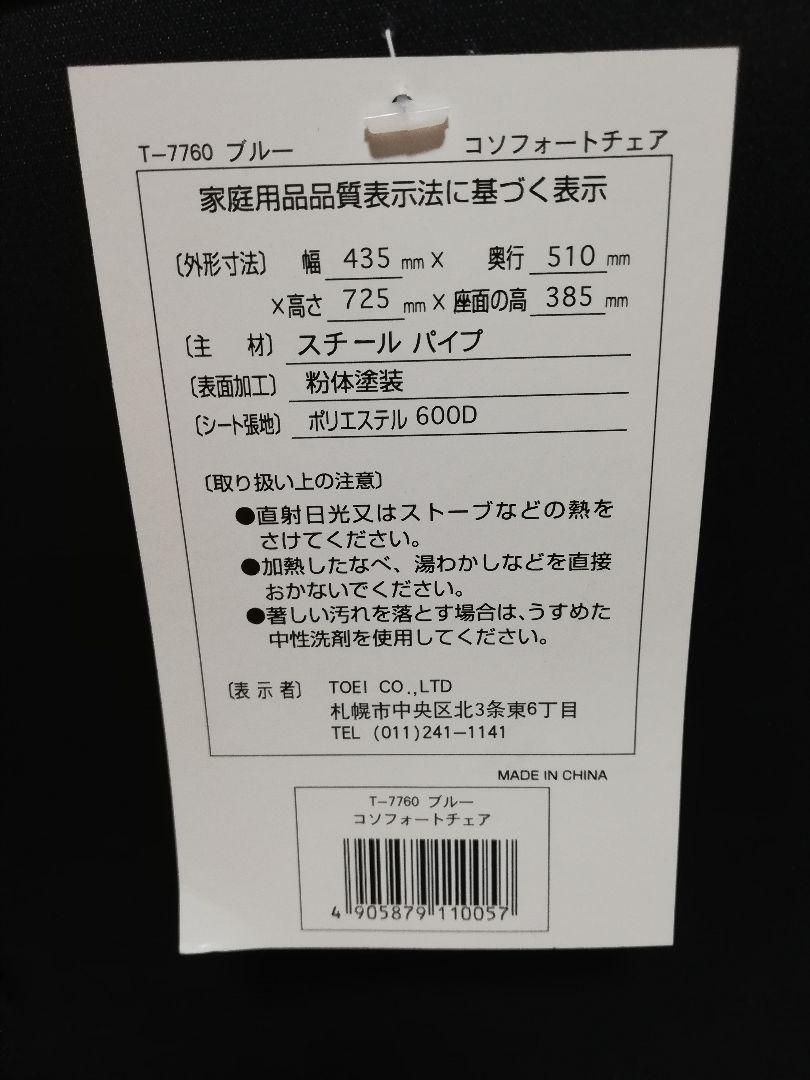 T-7760 ブルー コソフォートチェア
家庭用品品質表示法に基づく表示
〔外形寸法〕 幅 435 mm × 奥行 510 mm
×高さ 725 mm × 座面の高 385 mm
〔主 材〕 スチール パイプ
〔表面加工〕 粉体塗装
〔シート張地〕 ポリエステル 600D
〔取り扱い上の注意〕
●直射日光又はストーブなどの熱を
さけてください。
●加熱したなべ、湯わかしなどを直接
おかないでください。
●著しい汚れを落とす場合は、うすめた
中性洗剤を使用してください。
〔表示者〕 TOEI CO.,LTD
札幌市中央区北3条東6丁目
TEL (011)241-1141
MADE IN CHINA
T-7760 ブルー
コソフォートチェア
4 905879 110057